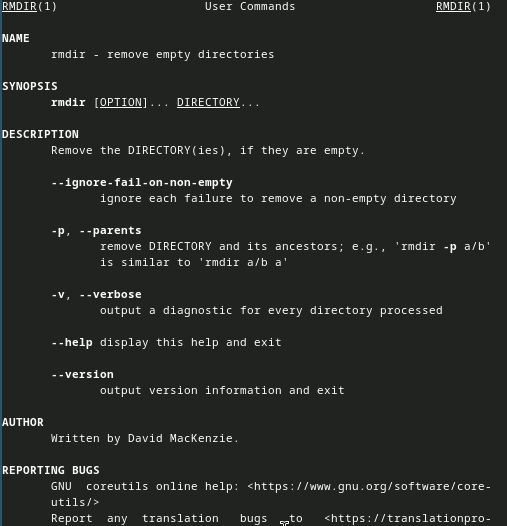 RMDIR(1) User Commands RMDIR(1)
NAME
rmdir - remove empty directories
SYNOPSIS
rmdir [OPTION]... DIRECTORY...
DESCRIPTION
Remove the DIRECTORY(ies), if they are empty.
--ignore-fail-on-non-empty
ignore each failure to remove a non-empty directory
-p, --parents
remove DIRECTORY and its ancestors; e.g., 'rmdir -p a/b'
is similar to 'rmdir a/b a'
-v, --verbose
output a diagnostic for every directory processed
--help display this help and exit
--version
output version information and exit
AUTHOR
Written by David MacKenzie.
REPORTING BUGS
GNU coreutils online help: <https://www.gnu.org/software/core-
utils/>
Report any translation bugs to <https://translationpro-